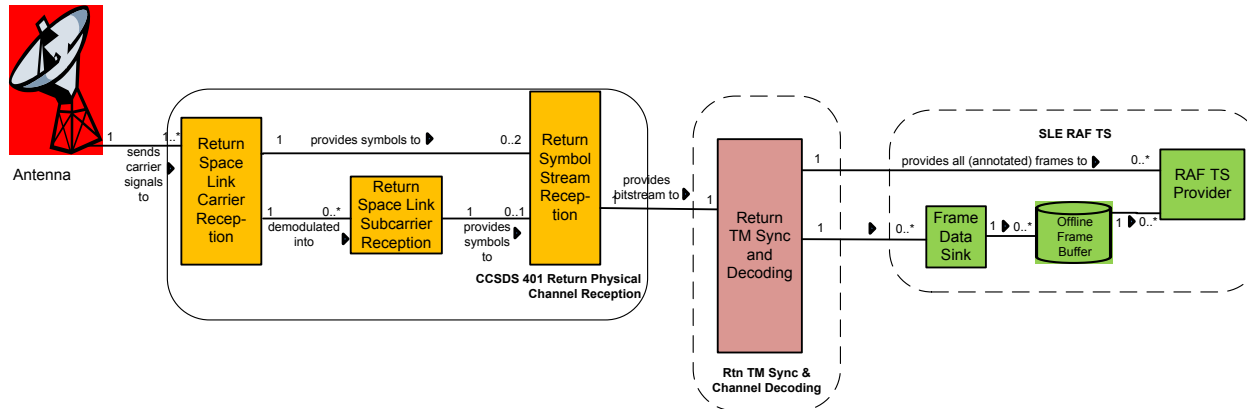 Antenna
1
1..*
sends
carrier
signals to
Return
Space
Link
Carrier
Recep-
tion
1
provides symbols to
0..2
1
0..*
demodulated
into
Return
Space Link
Subcarrier
Reception
1
0..1
provides
symbols to
Return
Symbol
Stream
Recep-
tion
CCSDS 401 Return Physical
Channel Reception
1
provides
bitstream to
1
Return
TM Sync
and
Decoding
Rtn TM Sync &
Channel Decoding
SLE RAF TS
1
provides all (annotated) frames to
0..*
1
0..*
Frame
Data
Sink
1
0..*
Offline
Frame
Buffer
1
0..*
RAF TS
Provider